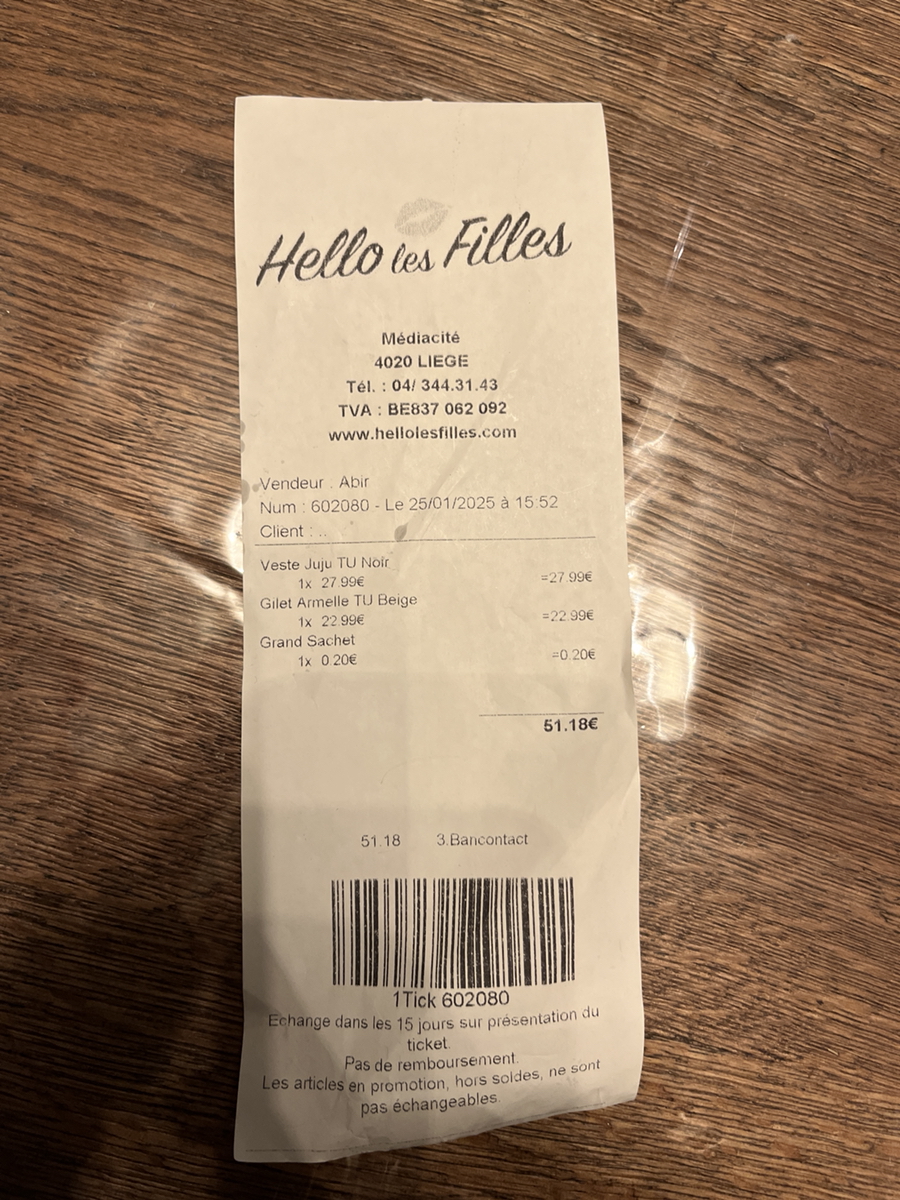 Hello les Filles
Médiacité
4020 LIEGE
Tél. : 04/ 344.31.43
TVA : BE837 062 092
www.hellolesfilles.com
Vendeur : Abir
Num : 602080 - Le 25/01/2025 à 15:52
Client : ..
Veste Juju TU Noir
1x 27.99€ =27.99€
Gilet Armelle TU Beige
1x 22.99€ =22.99€
Grand Sachet
1x 0.20€ =0.20€
51.18€
51.18 3.Bancontact
1Tick 602080
Echange dans les 15 jours sur présentation du
ticket.
Pas de remboursement.
Les articles en promotion, hors soldes, ne sont
pas échangeables.